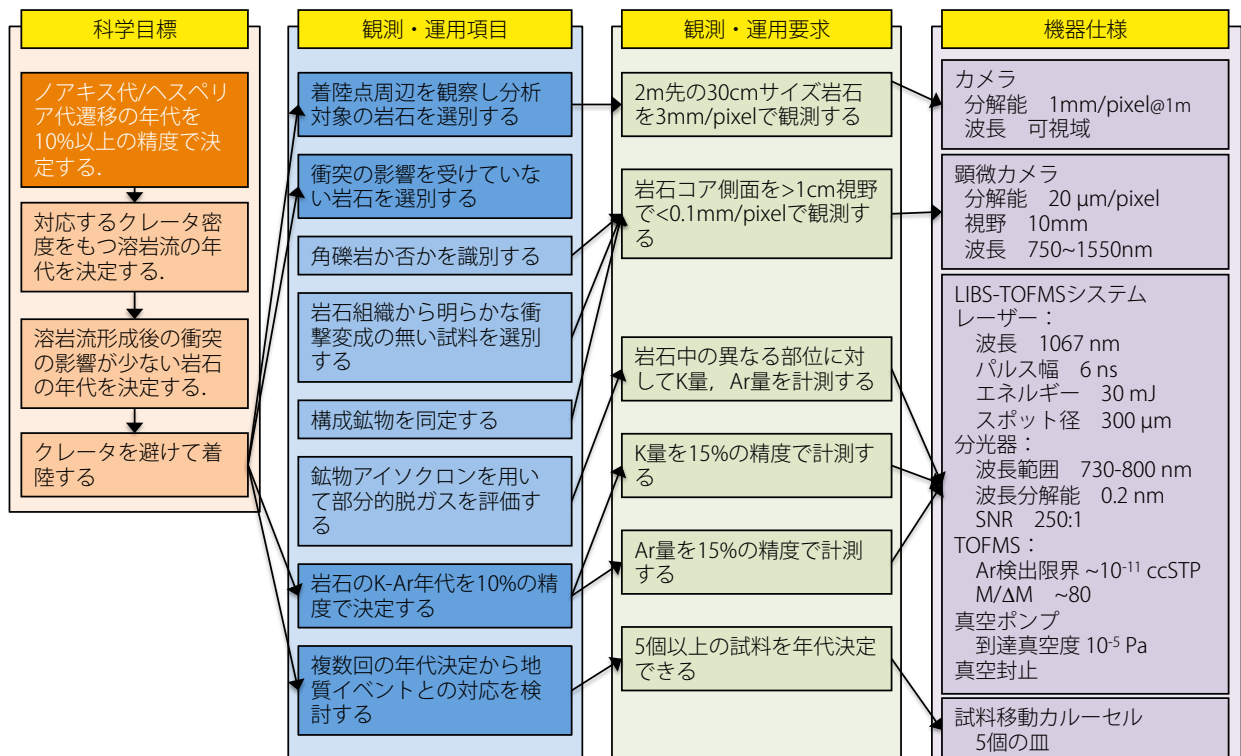 科学目標
ノアキス代/ヘスペリ
ア代遷移の年代を
10%以上の精度で決
定する.
対応するクレータ密
度をもつ溶岩流の年
代を決定する.
溶岩流形成後の衝突
の影響が少ない岩石
の年代を決定する.
クレータを避けて着
陸する
観測・運用項目
着陸点周辺を観察し分析
対象の岩石を選別する
衝突の影響を受けていな
い岩石を選別する
角礫岩か否かを識別する
岩石組織から明らかな衝
撃変成の無い試料を選別
する
構成鉱物を同定する
鉱物アイソクロンを用い
て部分的脱ガスを評価す
る
岩石のK-Ar年代を10%の精
度で決定する
複数回の年代決定から地
質イベントとの対応を検
討する
観測・運用要求
2m先の30cmサイズ岩石
を3mm/pixelで観測する
岩石コア側面を>1cm視野
で<0.1mm/pixelで観測す
る
岩石中の異なる部位に対
してK量，Ar量を計測する
K量を15%の精度で計測す
る
Ar量を15%の精度で計測
する
5個以上の試料を年代決定
できる
機器仕様
カメラ
分解能　1mm/pixel@1m
波長　可視域
顕微カメラ
分解能　20 μm/pixel
視野　10mm
波長　750~1550nm
LIBS-TOFMSシステム
レーザー：
波長　1067 nm
パルス幅　6 ns
エネルギー　30 mJ
スポット径　300 μm
分光器：
波長範囲　730-800 nm
波長分解能　0.2 nm
SNR　250:1
TOFMS：
Ar検出限界 ~10⁻¹¹ ccSTP
M/ΔM　~80
真空ポンプ
到達真空度 10⁻⁵ Pa
真空封止
試料移動カルーセル
5個の皿